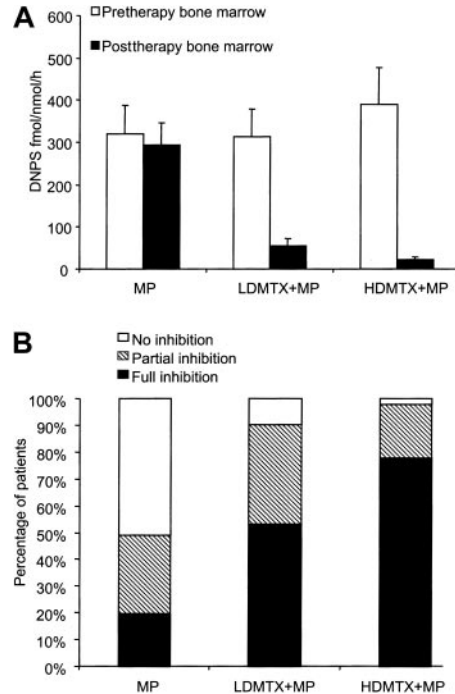 A
Pretherapy bone marrow
Posttherapy bone marrow
DNPS fmol/nmol/h
600
500
400
300
200
100
0
MP
LDMTX+MP
HDMTX+MP
B
No inhibition
Partial inhibition
Full inhibition
Percentage of patients
100%
90%
80%
70%
60%
50%
40%
30%
20%
10%
0%
MP
LDMTX+MP
HDMTX+MP